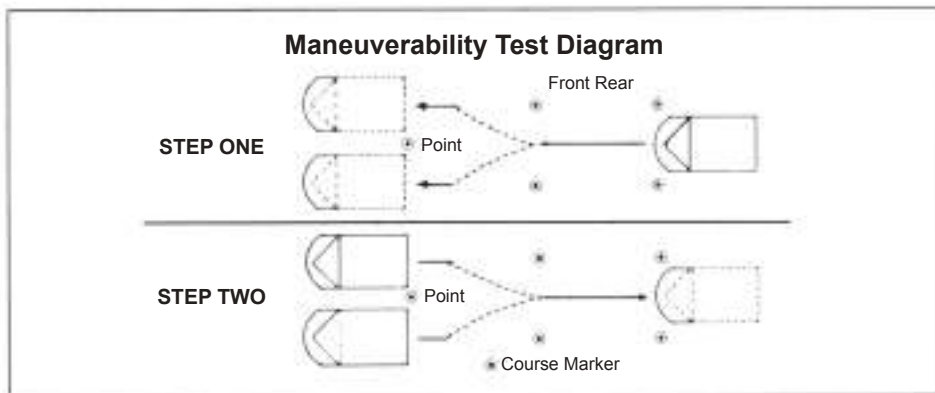 Maneuverability Test Diagram
Front Rear
STEP ONE
Point
STEP TWO
Point
Course Marker